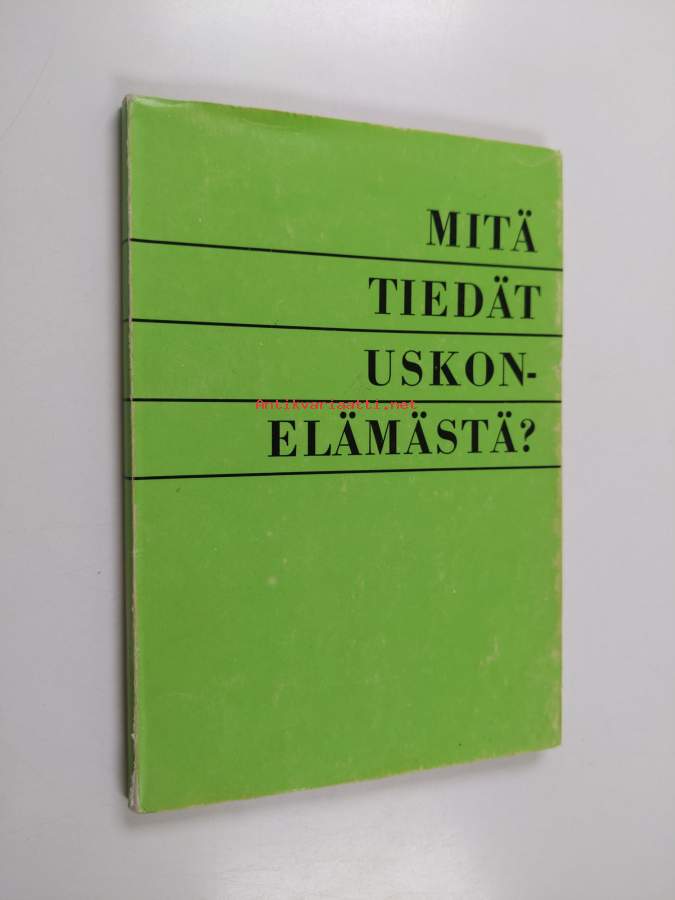 MITÄ
TIEDÄT
USKON-
Antikvariaatti.net
ELÄMÄSTÄ?